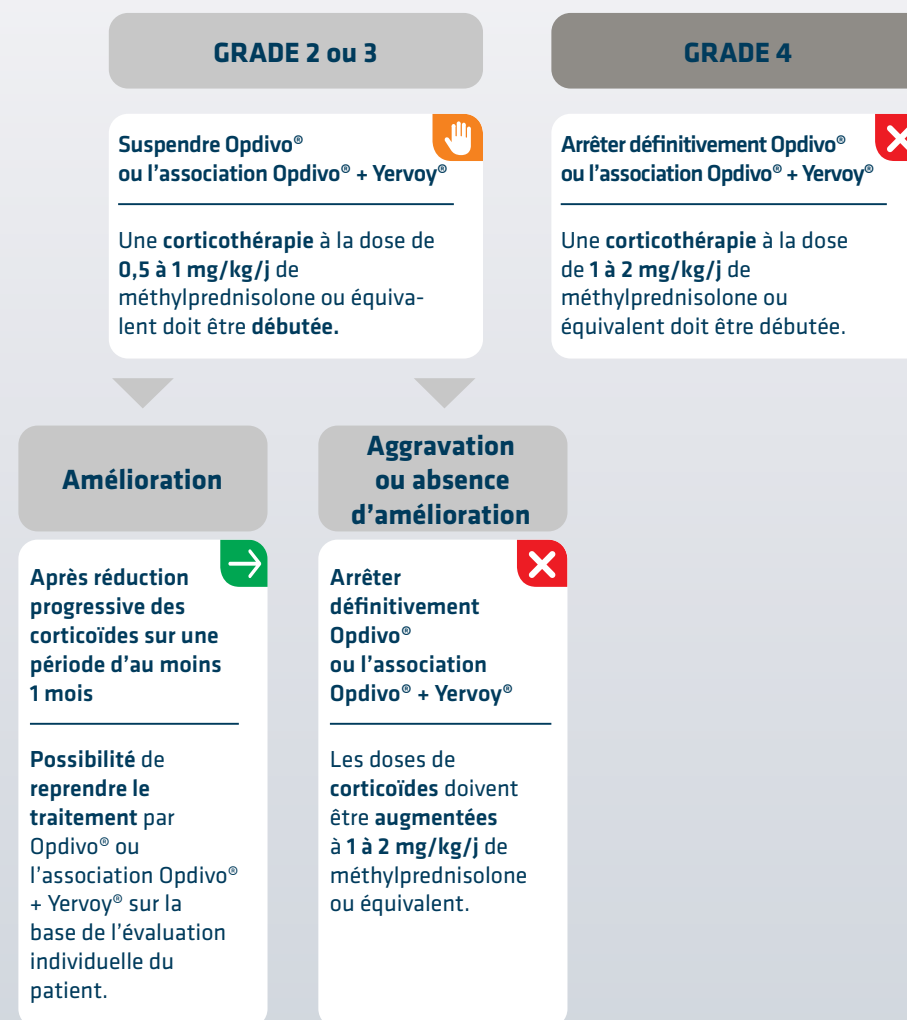 GRADE 2 ou 3
Suspendre Opdivo®
ou l'association Opdivo® + Yervoy®
Une corticothérapie à la dose de
0,5 à 1 mg/kg/j de
méthylprednisolone ou équiva-
lent doit être débutée.
GRADE 4
Arrêter définitivement Opdivo®
ou l'association Opdivo® + Yervoy®
Une corticothérapie à la dose
de 1 à 2 mg/kg/j de
méthylprednisolone ou
équivalent doit être débutée.
Amélioration
Après réduction
progressive des
corticoïdes sur une
période d'au moins
1 mois
Possibilité de
reprendre le
traitement par
Opdivo® ou
l'association Opdivo®
+ Yervoy® sur la
base de l'évaluation
individuelle du
patient.
Aggravation
ou absence
d'amélioration
Arrêter
définitivement
Opdivo®
ou l'association
Opdivo® + Yervoy®
Les doses de
corticoïdes doivent
être augmentées
à 1 à 2 mg/kg/j de
méthylprednisolone
ou équivalent.